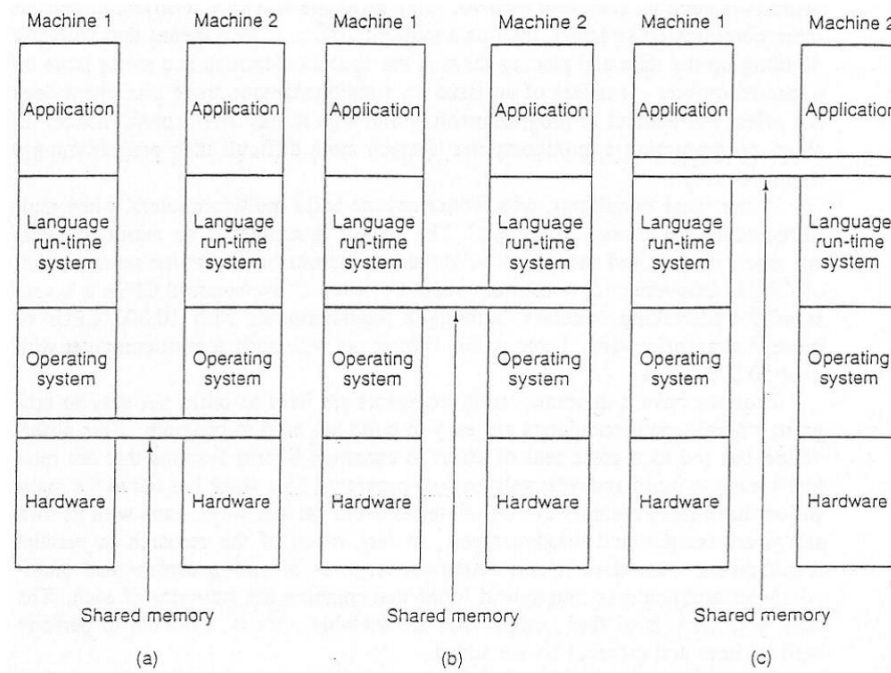 Machine 1
Machine 2
Machine 1
Machine 2
Machine 1
Machine 2
Application
Application
Application
Application
Application
Application
Language
run-time
system
Language
run-time
system
Language
run-time
system
Language
run-time
system
Language
run-time
system
Language
run-time
system
Operating
system
Operating
system
Operating
system
Operating
system
Operating
system
Operating
system
Hardware
Hardware
Hardware
Hardware
Hardware
Hardware
Shared memory
Shared memory
Shared memory
(a)
(b)
(c)